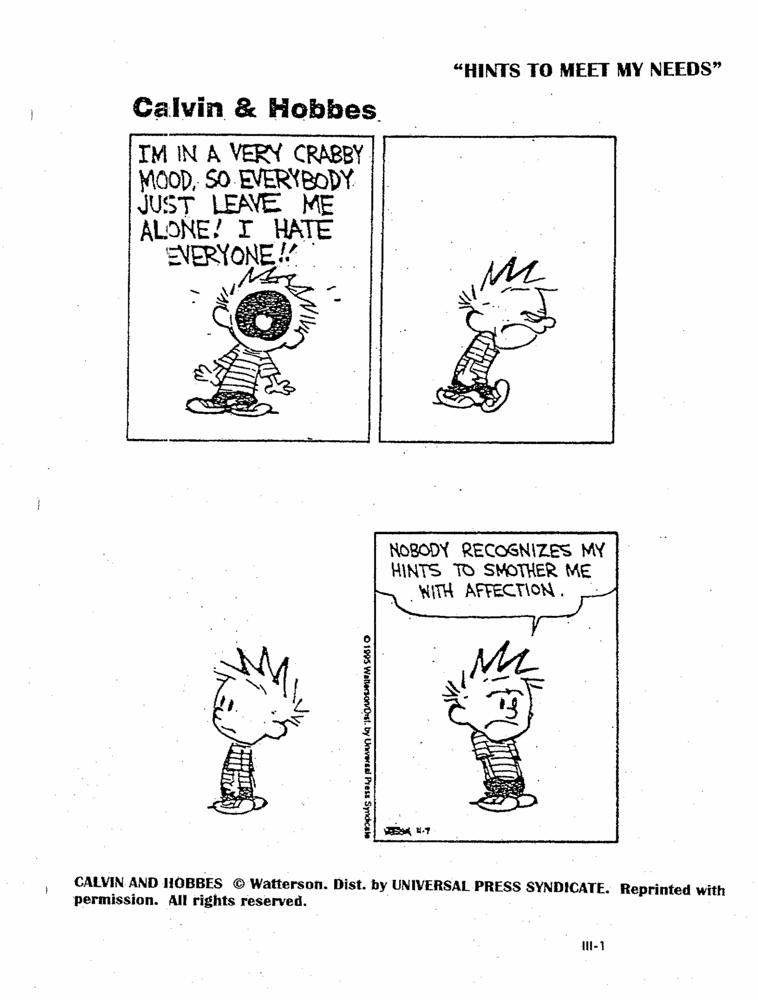 “HINTS TO MEET MY NEEDS”
Calvin & Hobbes
I'M IN A VERY CRABBY
MOOD, SO EVERYBODY
JUST LEAVE ME
ALONE! I HATE
EVERYONE!!
NOBODY RECOGNIZES MY
HINTS TO SMOTHER ME
WITH AFFECTION.
© 1995 Watterson/Dist. by Universal Press Syndicate
11-7
CALVIN AND HOBBES © Watterson. Dist. by UNIVERSAL PRESS SYNDICATE. Reprinted with
permission. All rights reserved.
III-1